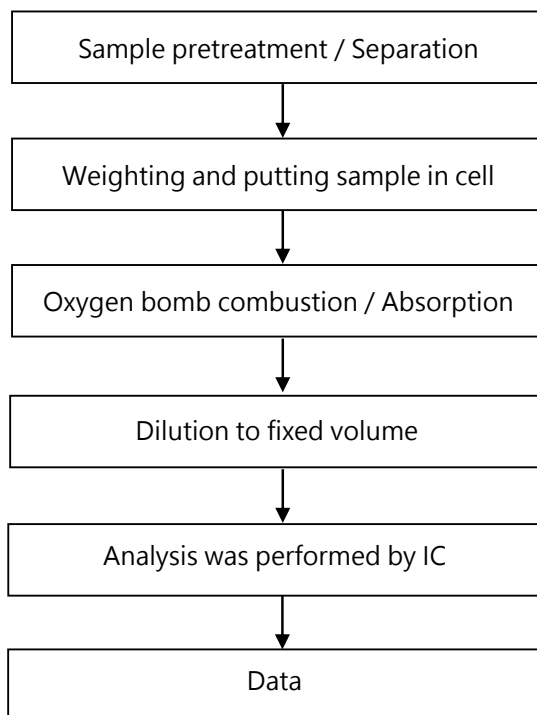 Sample pretreatment / Separation
Weighting and putting sample in cell
Oxygen bomb combustion / Absorption
Dilution to fixed volume
Analysis was performed by IC
Data